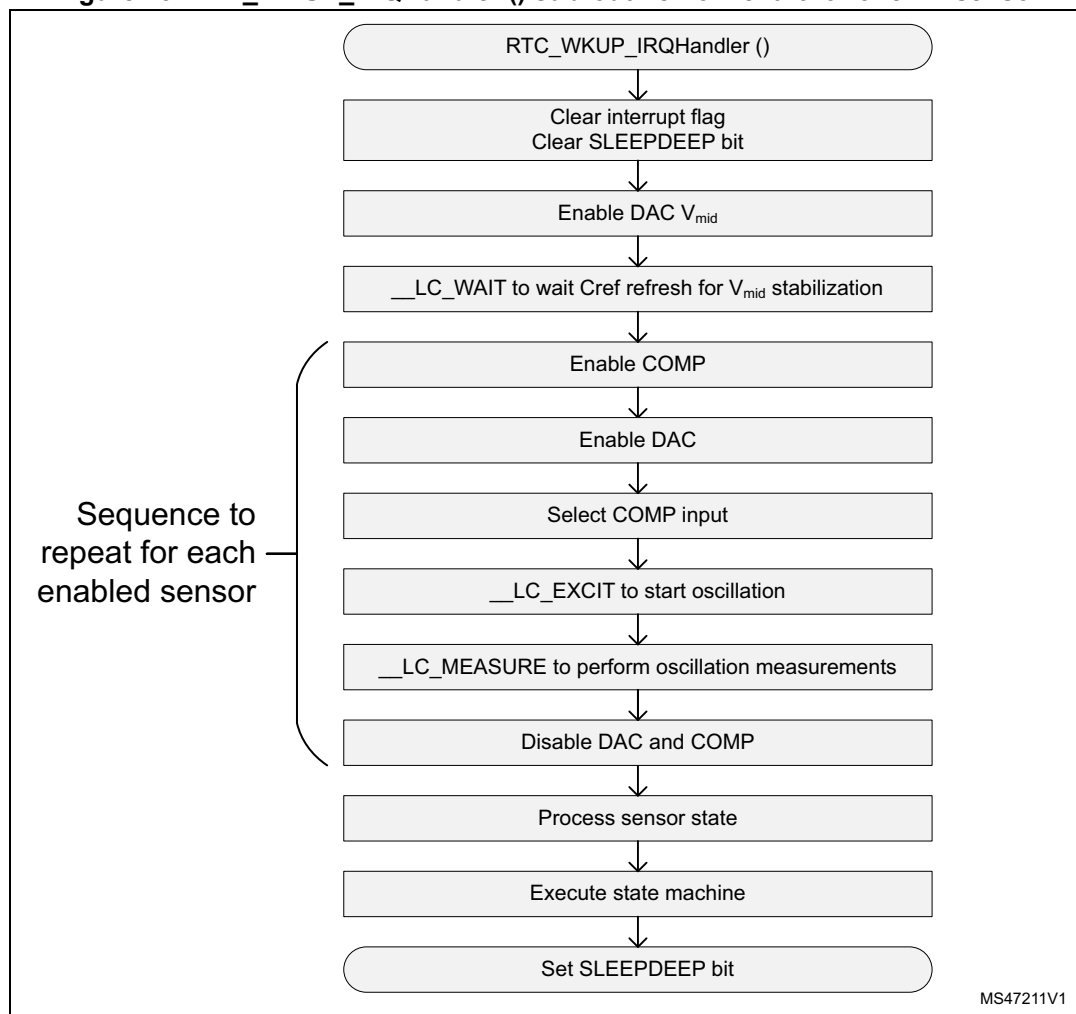 RTC_WKUP_IRQHandler ()
Clear interrupt flag
Clear SLEEPDEEP bit
Enable DAC Vmid
__LC_WAIT to wait Cref refresh for Vmid stabilization
Enable COMP
Enable DAC
Sequence to
repeat for each
enabled sensor
Select COMP input
__LC_EXCIT to start oscillation
__LC_MEASURE to perform oscillation measurements
Disable DAC and COMP
Process sensor state
Execute state machine
Set SLEEPDEEP bit
MS47211V1